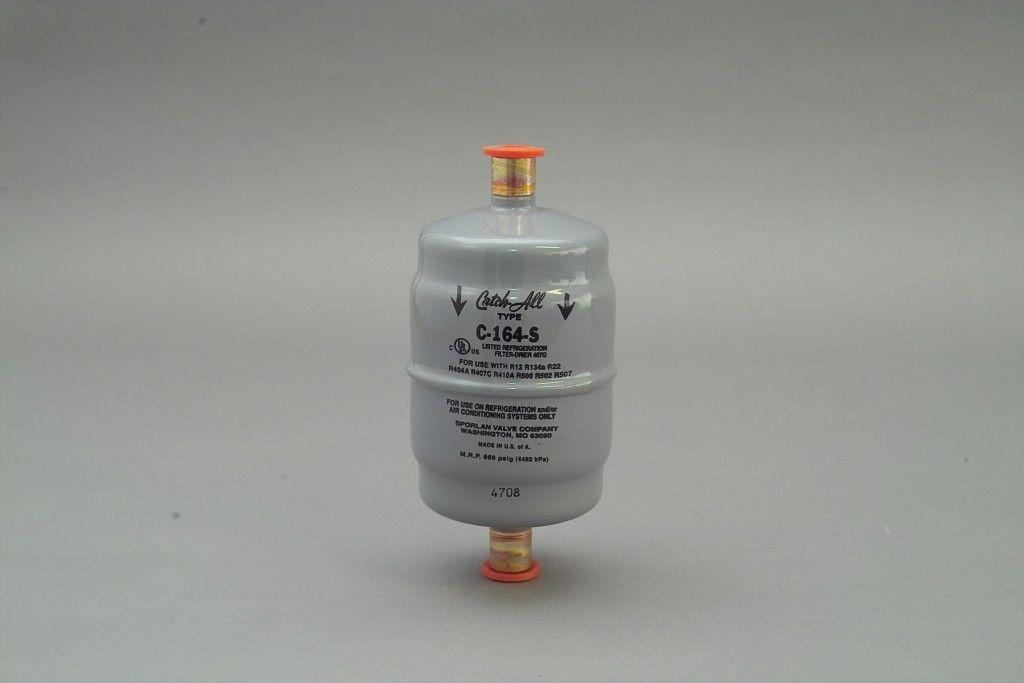 Catch-All
TYPE
C-164-S
C UL US LISTED REFRIGERATION
FILTER-DRIER 407G
FOR USE WITH R12 R134a R22
R404A R407C R410A R500 R502 R507
FOR USE ON REFRIGERATION and/or
AIR CONDITIONING SYSTEMS ONLY
SPORLAN VALVE COMPANY
WASHINGTON, MO 63090
MADE IN U.S. of A.
M.R.P. 650 psig (4482 kPa)
4708